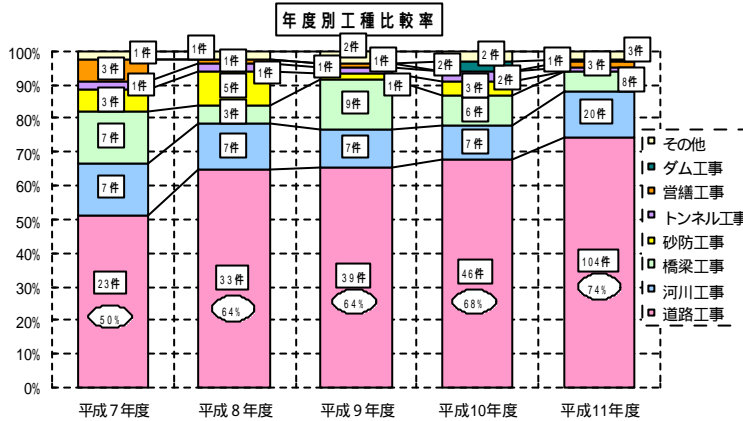 年度別工種比較率
100%
90%
80%
70%
60%
50%
40%
30%
20%
10%
0%
1件
3件
1件
3件
7件
7件
23件
50%
1件
1件
1件
5件
3件
7件
33件
64%
2件
1件
1件
1件
9件
7件
39件
64%
2件
2件
2件
3件
6件
7件
46件
68%
3件
1件
3件
8件
20件
104件
74%
平成7年度
平成8年度
平成9年度
平成10年度
平成11年度
その他
ダム工事
営繕工事
トンネル工事
砂防工事
橋梁工事
河川工事
道路工事